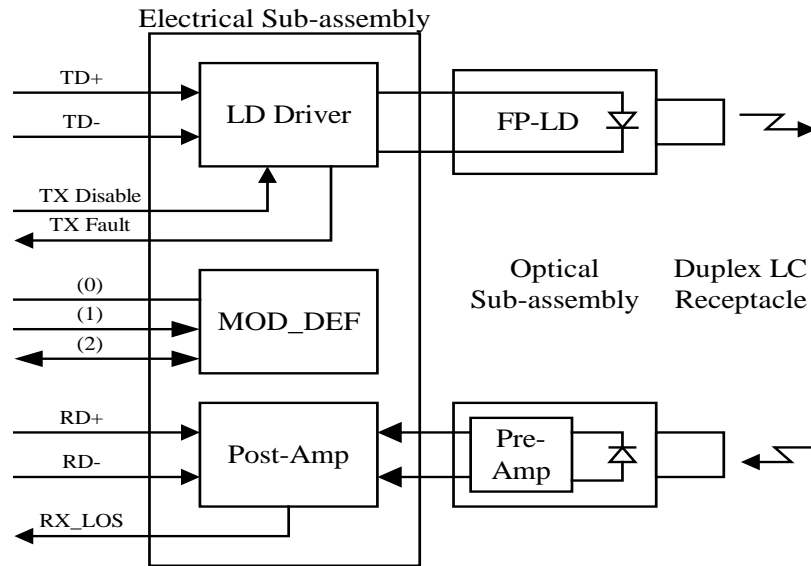 Electrical Sub-assembly
TD+
TD-
LD Driver
FP-LD
TX Disable
TX Fault
(0)
(1)
(2)
MOD_DEF
Optical
Sub-assembly
Duplex LC
Receptacle
RD+
RD-
Post-Amp
Pre-
Amp
RX_LOS